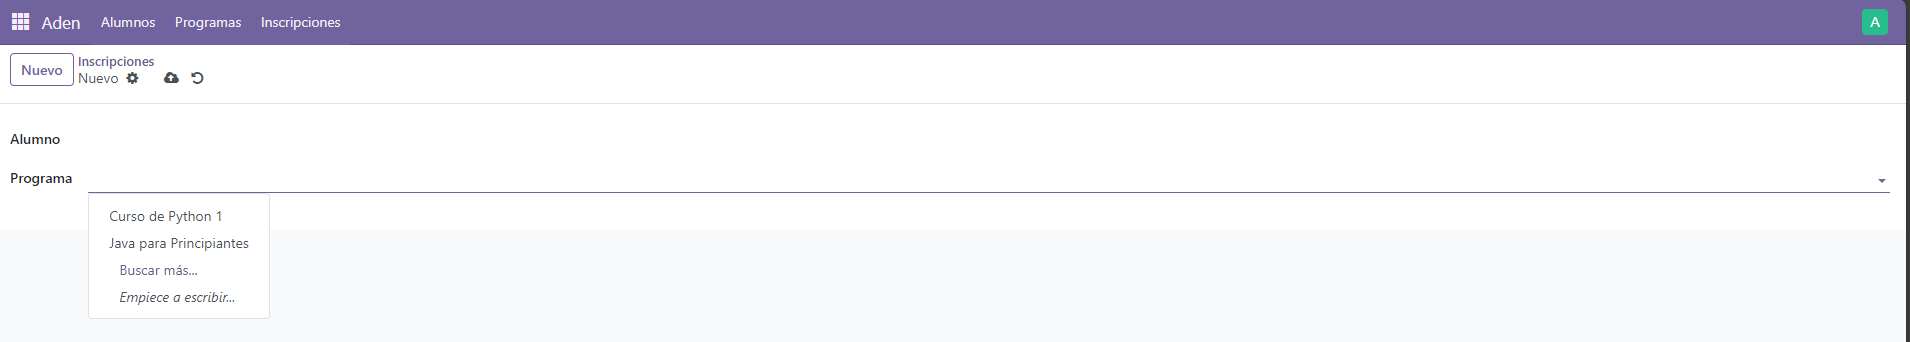 Aden Alumnos Programas Inscripciones A
Nuevo
Inscripciones
Nuevo
Alumno
Programa
Curso de Python 1
Java para Principiantes
Buscar más...
Empiece a escribir...